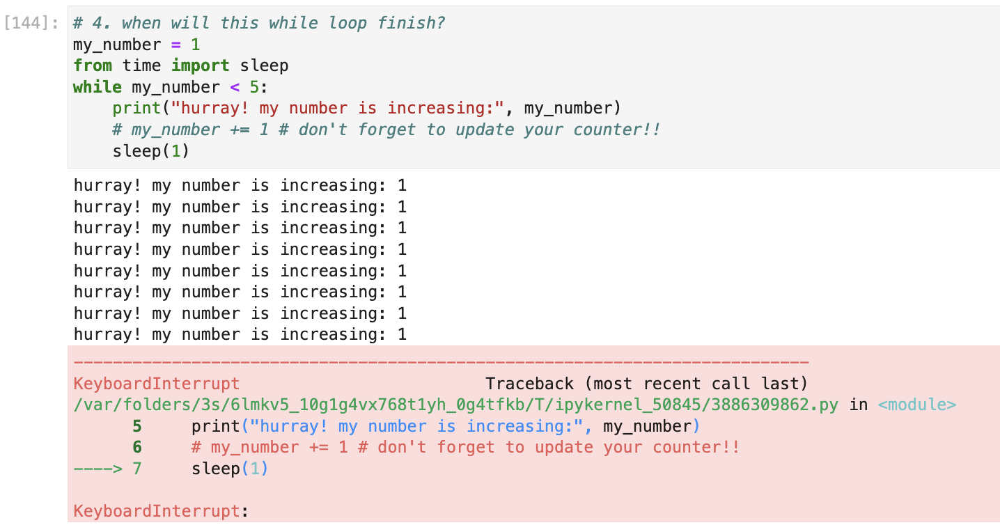 [144]: # 4. when will this while loop finish?
my_number = 1
from time import sleep
while my_number < 5:
    print("hurray! my number is increasing:", my_number)
    # my_number += 1 # don't forget to update your counter!!
    sleep(1)
hurray! my number is increasing: 1
hurray! my number is increasing: 1
hurray! my number is increasing: 1
hurray! my number is increasing: 1
hurray! my number is increasing: 1
hurray! my number is increasing: 1
hurray! my number is increasing: 1
hurray! my number is increasing: 1
---------------------------------------------------------------------------
KeyboardInterrupt                         Traceback (most recent call last)
/var/folders/3s/6lmkv5_10g1g4vx768t1yh_0g4tfkb/T/ipykernel_50845/3886309862.py in <module>
      5     print("hurray! my number is increasing:", my_number)
      6     # my_number += 1 # don't forget to update your counter!!
----> 7     sleep(1)
KeyboardInterrupt: